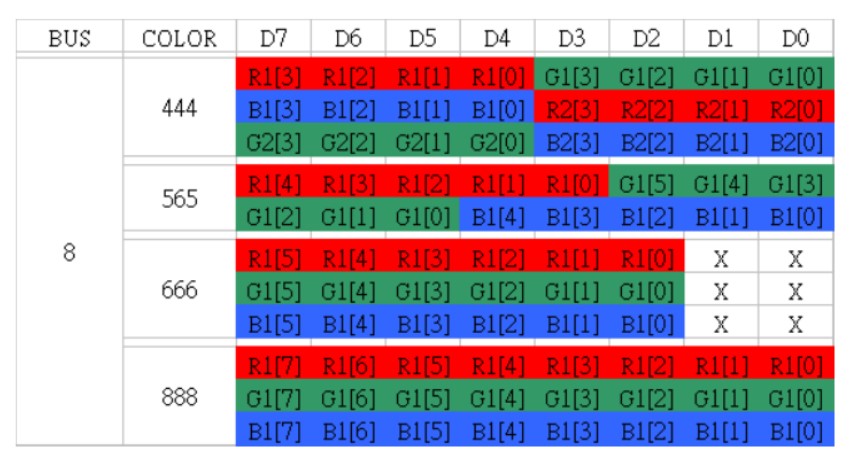 BUS COLOR D7 D6 D5 D4 D3 D2 D1 D0
R1[3] R1[2] R1[1] R1[0] G1[3] G1[2] G1[1] G1[0]
444 B1[3] B1[2] B1[1] B1[0] R2[3] R2[2] R2[1] R2[0]
G2[3] G2[2] G2[1] G2[0] B2[3] B2[2] B2[1] B2[0]
565 R1[4] R1[3] R1[2] R1[1] R1[0] G1[5] G1[4] G1[3]
G1[2] G1[1] G1[0] B1[4] B1[3] B1[2] B1[1] B1[0]
8 R1[5] R1[4] R1[3] R1[2] R1[1] R1[0] X X
666 G1[5] G1[4] G1[3] G1[2] G1[1] G1[0] X X
B1[5] B1[4] B1[3] B1[2] B1[1] B1[0] X X
R1[7] R1[6] R1[5] R1[4] R1[3] R1[2] R1[1] R1[0]
888 G1[7] G1[6] G1[5] G1[4] G1[3] G1[2] G1[1] G1[0]
B1[7] B1[6] B1[5] B1[4] B1[3] B1[2] B1[1] B1[0]